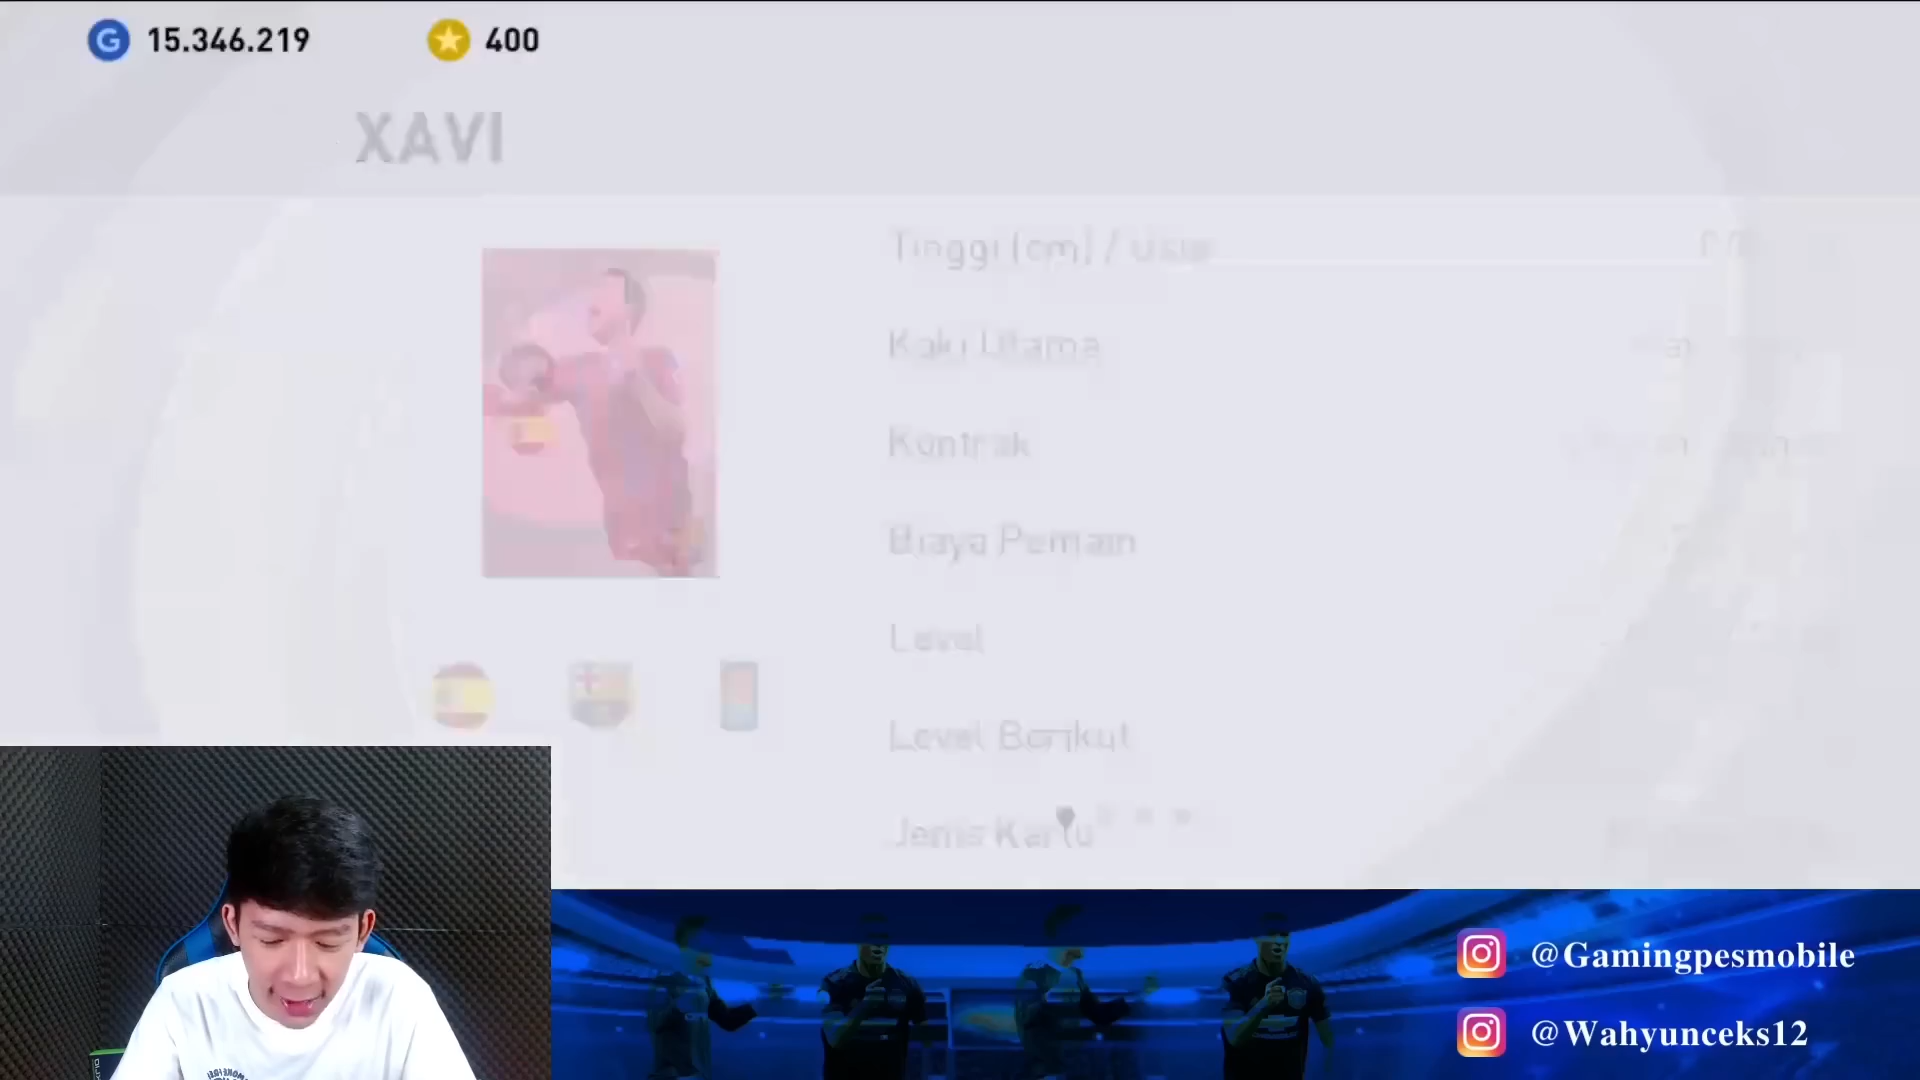 15.346.219 400
XAVI
Tinggi (cm) / Usia
Kaki Utama
Kontrak
Biaya Pemain
Level
Level Berikut
Jenis Kartu
@Gamingpesmobile
@Wahyunceks12